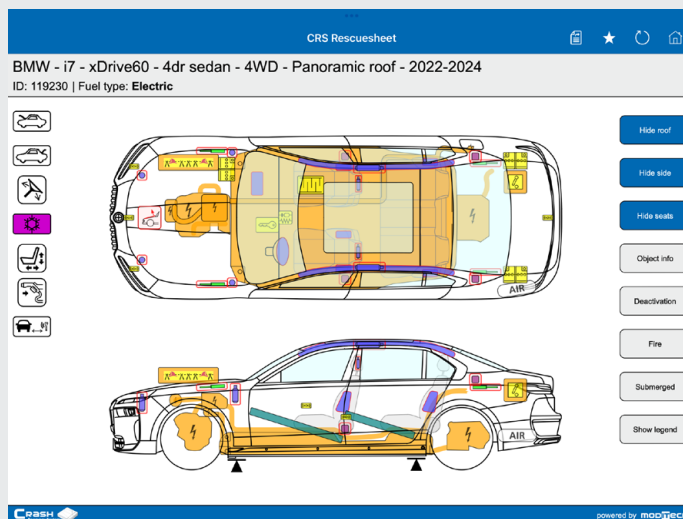 CRS Rescuesheet
BMW - i7 - xDrive60 - 4dr sedan - 4WD - Panoramic roof - 2022-2024
ID: 119230 | Fuel type: Electric
Hide roof
Hide side
Hide seats
Object info
Deactivation
Fire
Submerged
Show legend
AIR
AIR
CRASH
powered by MODITECH